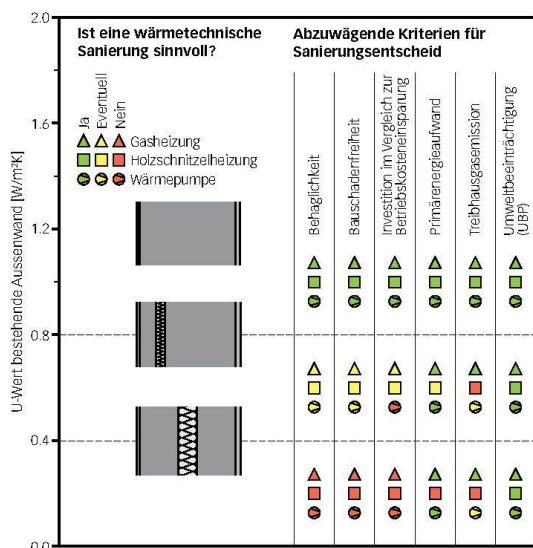 Ist eine wärmetechnische
Sanierung sinnvoll?
Abzuwägende Kriterien für
Sanierungsentscheid
Ja
Eventuell
Nein
Gasheizung
Holzschnitzelheizung
Wärmepumpe
Behaglichkeit
Bauschadenfreiheit
Investition im Vergleich zur
Betriebskosteneinsparung
Primärenergieaufwand
Treibhausgasemission
Umweltbeeinträchtigung
(UBP)
U-Wert bestehende Aussenwand [W/m²K]
2.0
1.6
1.2
0.8
0.4
0.0